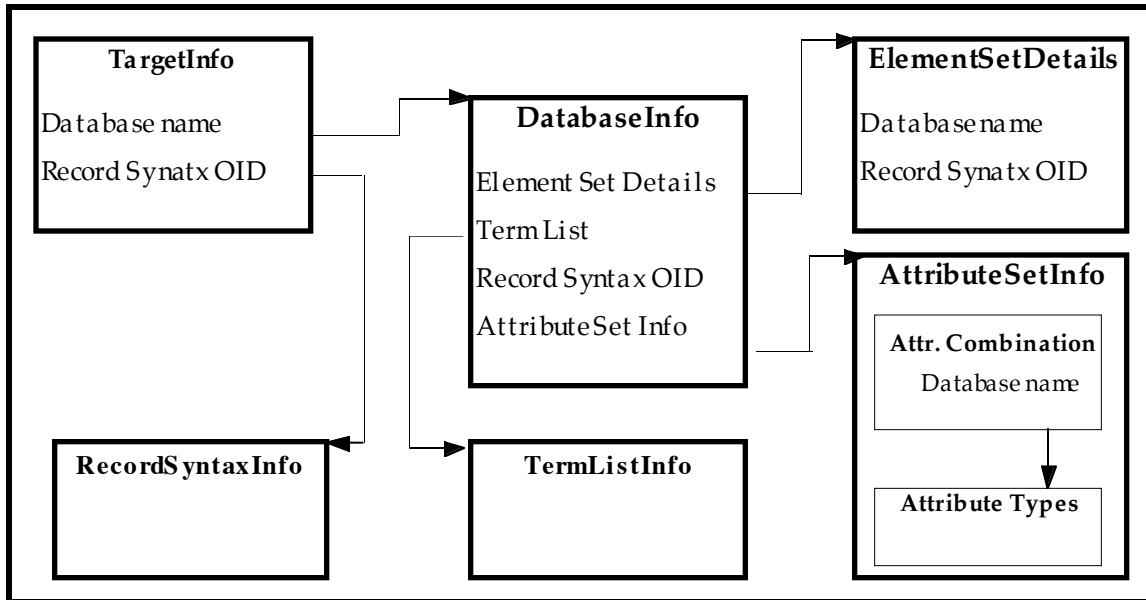 TargetInfo
Database name
Record Synatx OID
DatabaseInfo
Element Set Details
Term List
Record Syntax OID
AttributeSet Info
ElementSetDetails
Database name
Record Synatx OID
AttributeSetInfo
Attr. Combination
Database name
Attribute Types
RecordSyntaxInfo
TermListInfo